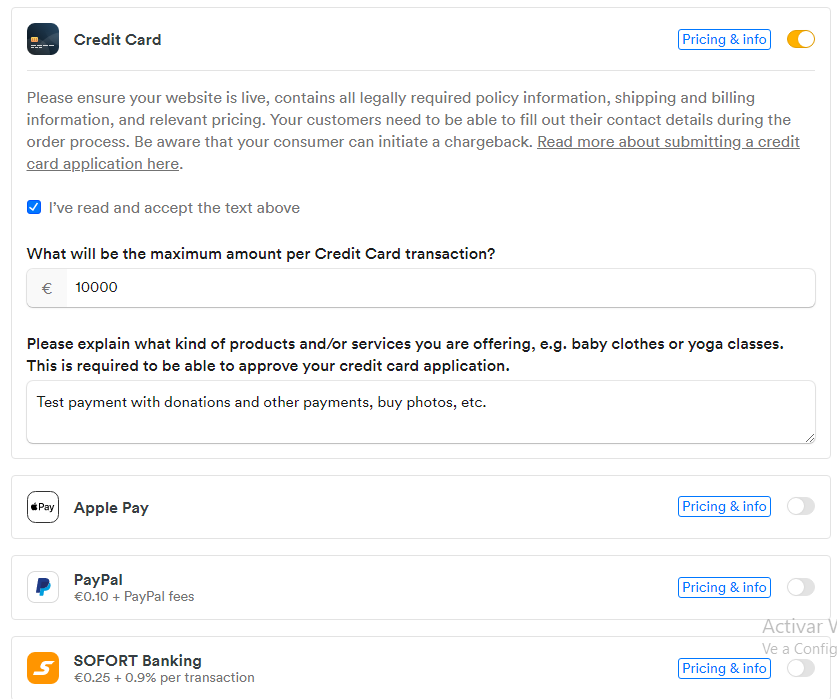 Credit Card
Pricing & info
Please ensure your website is live, contains all legally required policy information, shipping and billing
information, and relevant pricing. Your customers need to be able to fill out their contact details during the
order process. Be aware that your consumer can initiate a chargeback. Read more about submitting a credit
card application here.
I've read and accept the text above
What will be the maximum amount per Credit Card transaction?
€ 10000
Please explain what kind of products and/or services you are offering, e.g. baby clothes or yoga classes.
This is required to be able to approve your credit card application.
Test payment with donations and other payments, buy photos, etc.
Pay
Apple Pay
Pricing & info
PayPal
€0.10 + PayPal fees
Pricing & info
Activar
Ve a Config
SOFORT Banking
€0.25 + 0.9% per transaction
Pricing & info